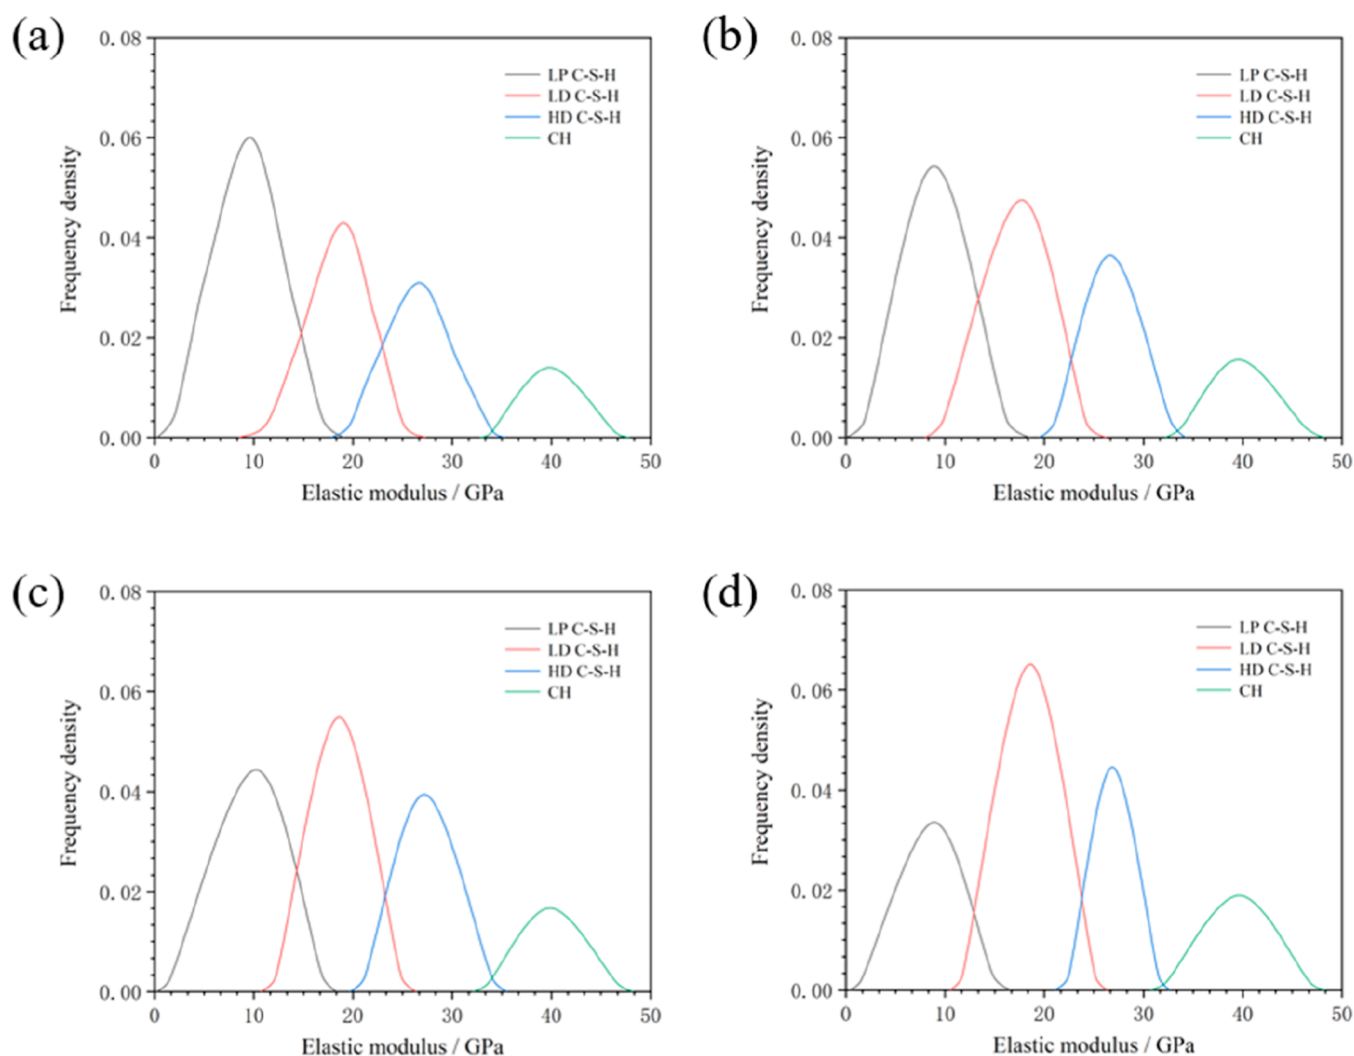 (a)
0.08
0.06
0.04
0.02
0.00
Frequency density
LP C-S-H
LD C-S-H
HD C-S-H
CH
0 10 20 30 40 50
Elastic modulus / GPa
(b)
0.08
0.06
0.04
0.02
0.00
Frequency density
LP C-S-H
LD C-S-H
HD C-S-H
CH
0 10 20 30 40 50
Elastic modulus / GPa
(c)
0.08
0.06
0.04
0.02
0.00
Frequency density
LP C-S-H
LD C-S-H
HD C-S-H
CH
0 10 20 30 40 50
Elastic modulus / GPa
(d)
0.08
0.06
0.04
0.02
0.00
Frequency density
LP C-S-H
LD C-S-H
HD C-S-H
CH
0 10 20 30 40 50
Elastic modulus / GPa